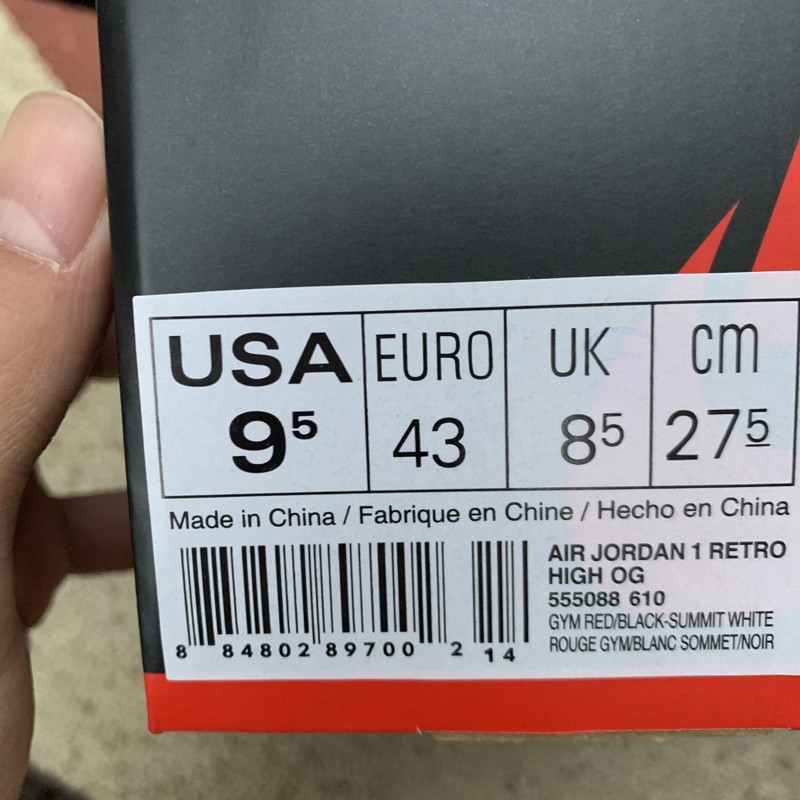 USA EURO UK cm
9⁵ 43 8⁵ 27⁵
Made in China / Fabrique en Chine / Hecho en China
AIR JORDAN 1 RETRO
HIGH OG
555088 610
GYM RED/BLACK-SUMMIT WHITE
ROUGE GYM/BLANC SOMMET/NOIR
8 84802 89700 2 14